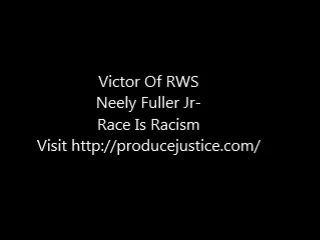 Victor Of RWS
Neely Fuller Jr-
Race Is Racism
Visit http://producejustice.com/